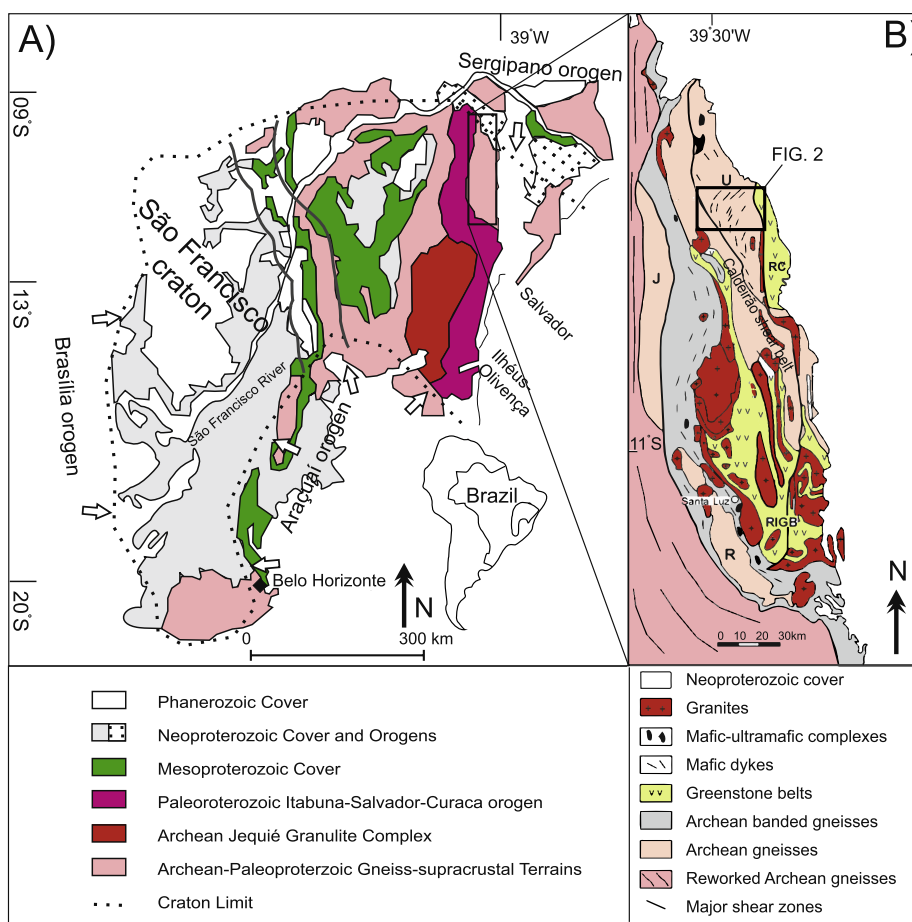 A)
39°W
Sergipano orogen
09°S
São Francisco
craton
13°S
Salvador
Ilhéus-
Olivença
Brasília orogen
São Francisco River
Araçuaí orogen
Brazil
Belo Horizonte
20°S
N
0 300 km
B)
39°30'W
FIG. 2
U
RC
J
Caldeirão shear belt
11°S
Santa Luz
RIGB
R
N
0 10 20 30km
Phanerozoic Cover
Neoproterozoic Cover and Orogens
Mesoproterozoic Cover
Paleoroterozoic Itabuna-Salvador-Curaca orogen
Archean Jequié Granulite Complex
Archean-Paleoproterzoic Gneiss-supracrustal Terrains
Craton Limit
Neoproterozoic cover
Granites
Mafic-ultramafic complexes
Mafic dykes
Greenstone belts
Archean banded gneisses
Archean gneisses
Reworked Archean gneisses
Major shear zones